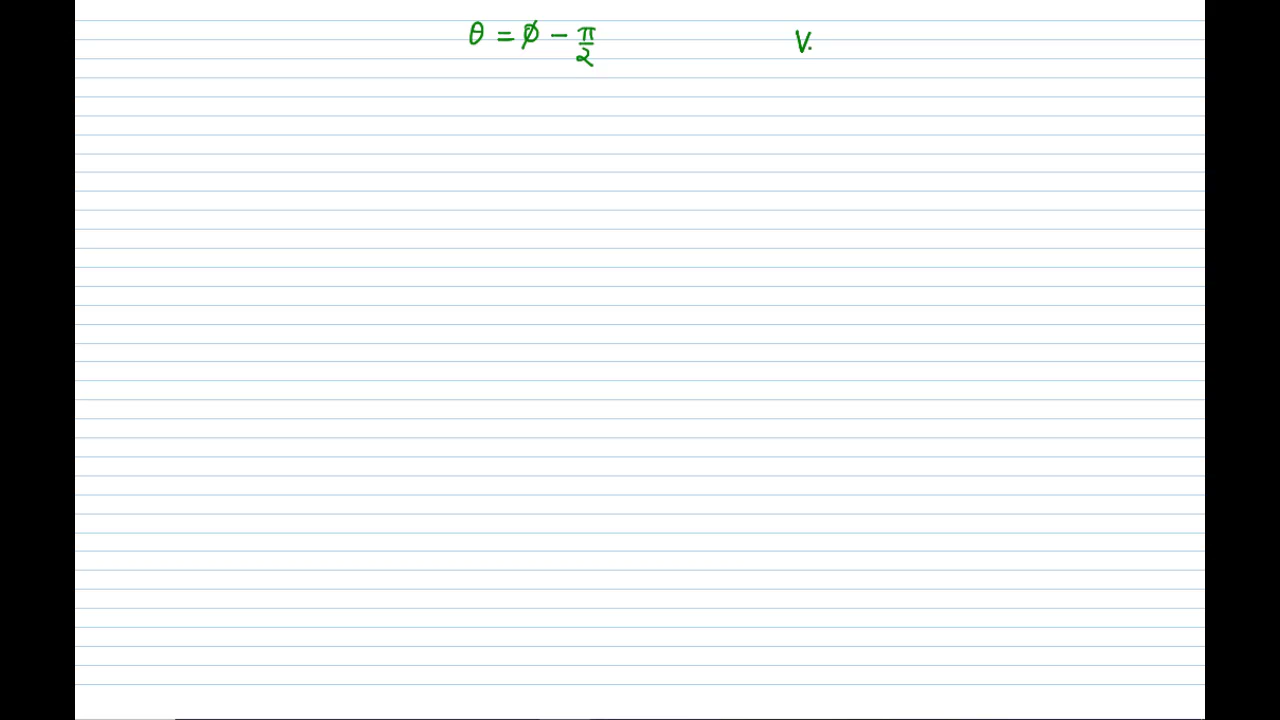 θ = φ - π/2 V.